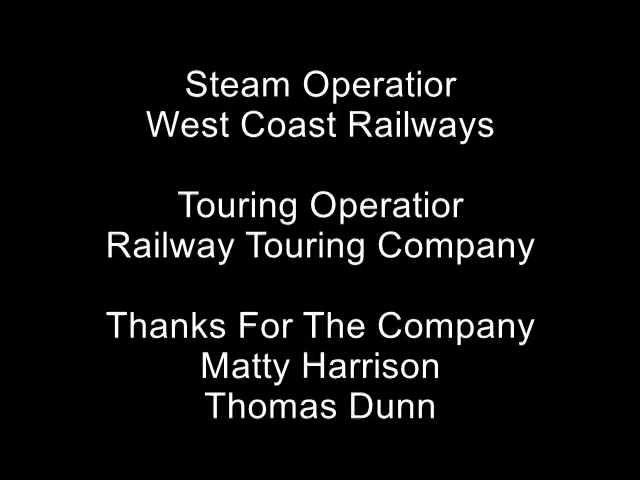 Steam Operatior
West Coast Railways
Touring Operatior
Railway Touring Company
Thanks For The Company
Matty Harrison
Thomas Dunn